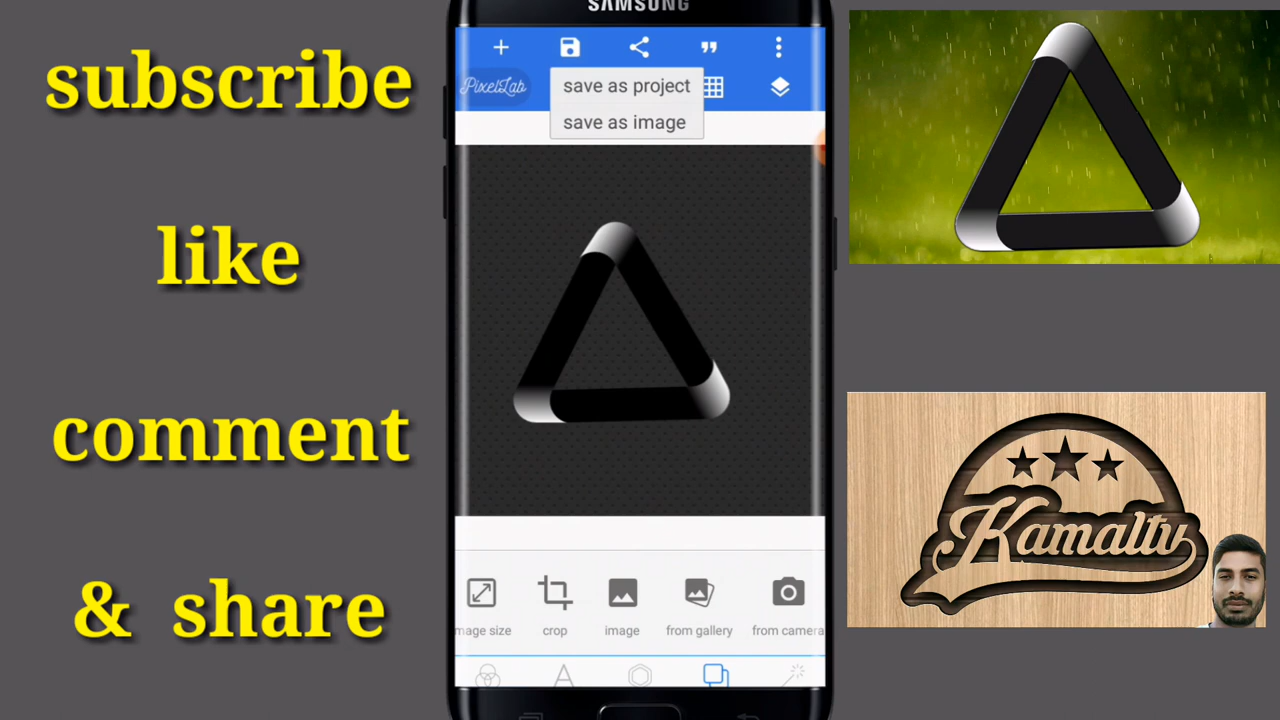 subscribe
like
comment
& share
SAMSUNG
PixelLab
save as project
save as image
mage size
crop
image
from gallery
from camera
Kamaltv